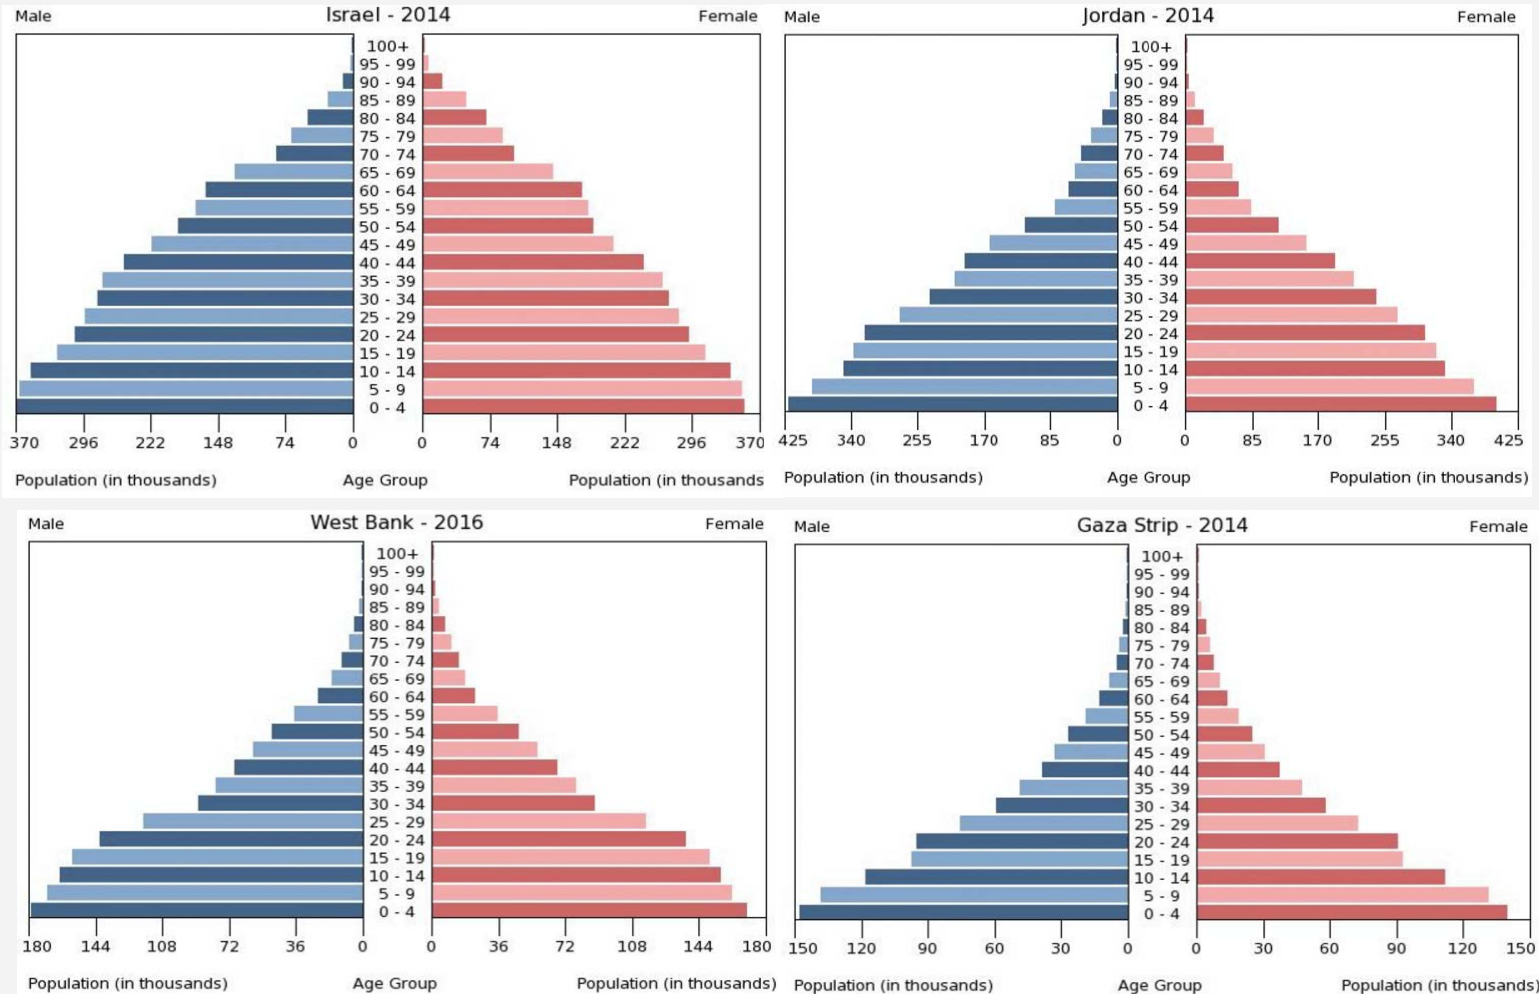 Male Israel - 2014 Female
100+
95 - 99
90 - 94
85 - 89
80 - 84
75 - 79
70 - 74
65 - 69
60 - 64
55 - 59
50 - 54
45 - 49
40 - 44
35 - 39
30 - 34
25 - 29
20 - 24
15 - 19
10 - 14
5 - 9
0 - 4
370 296 222 148 74 0 0 74 148 222 296 370
Population (in thousands) Age Group Population (in thousands
Male Jordan - 2014 Female
100+
95 - 99
90 - 94
85 - 89
80 - 84
75 - 79
70 - 74
65 - 69
60 - 64
55 - 59
50 - 54
45 - 49
40 - 44
35 - 39
30 - 34
25 - 29
20 - 24
15 - 19
10 - 14
5 - 9
0 - 4
425 340 255 170 85 0 0 85 170 255 340 425
Population (in thousands) Age Group Population (in thousands)
Male West Bank - 2016 Female
100+
95 - 99
90 - 94
85 - 89
80 - 84
75 - 79
70 - 74
65 - 69
60 - 64
55 - 59
50 - 54
45 - 49
40 - 44
35 - 39
30 - 34
25 - 29
20 - 24
15 - 19
10 - 14
5 - 9
0 - 4
180 144 108 72 36 0 0 36 72 108 144 180
Population (in thousands) Age Group Population (in thousands)
Male Gaza Strip - 2014 Female
100+
95 - 99
90 - 94
85 - 89
80 - 84
75 - 79
70 - 74
65 - 69
60 - 64
55 - 59
50 - 54
45 - 49
40 - 44
35 - 39
30 - 34
25 - 29
20 - 24
15 - 19
10 - 14
5 - 9
0 - 4
150 120 90 60 30 0 0 30 60 90 120 150
Population (in thousands) Age Group Population (in thousands)